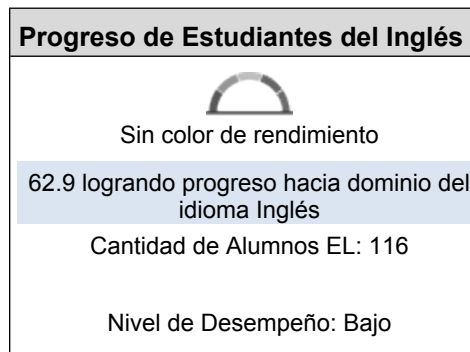 Progreso de Estudiantes del Inglés
Sin color de rendimiento
62.9 logrando progreso hacia dominio del
idioma Inglés
Cantidad de Alumnos EL: 116
Nivel de Desempeño: Bajo